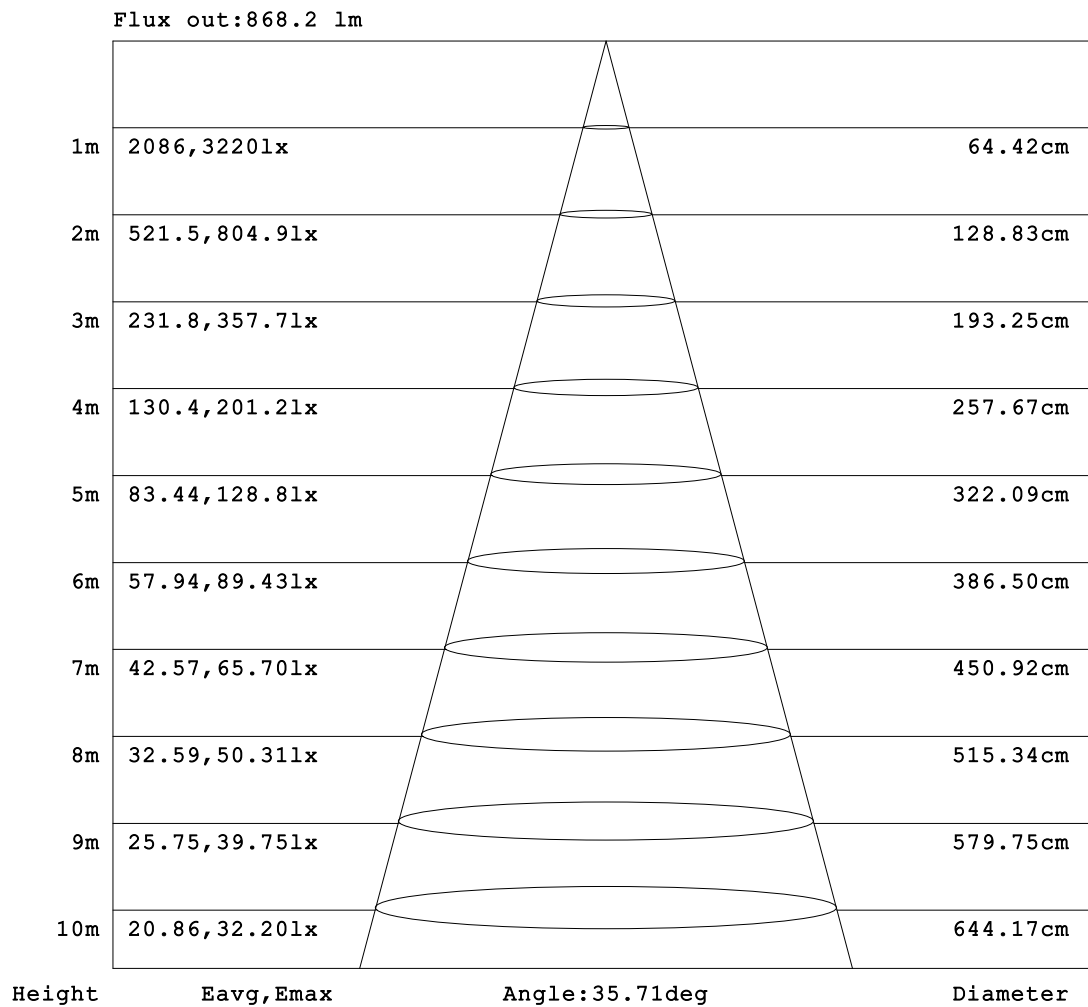 Flux out:868.2 lm
1m 2086,3220lx 64.42cm
2m 521.5,804.9lx 128.83cm
3m 231.8,357.7lx 193.25cm
4m 130.4,201.2lx 257.67cm
5m 83.44,128.8lx 322.09cm
6m 57.94,89.43lx 386.50cm
7m 42.57,65.70lx 450.92cm
8m 32.59,50.31lx 515.34cm
9m 25.75,39.75lx 579.75cm
10m 20.86,32.20lx 644.17cm
Height Eavg,Emax Angle:35.71deg Diameter